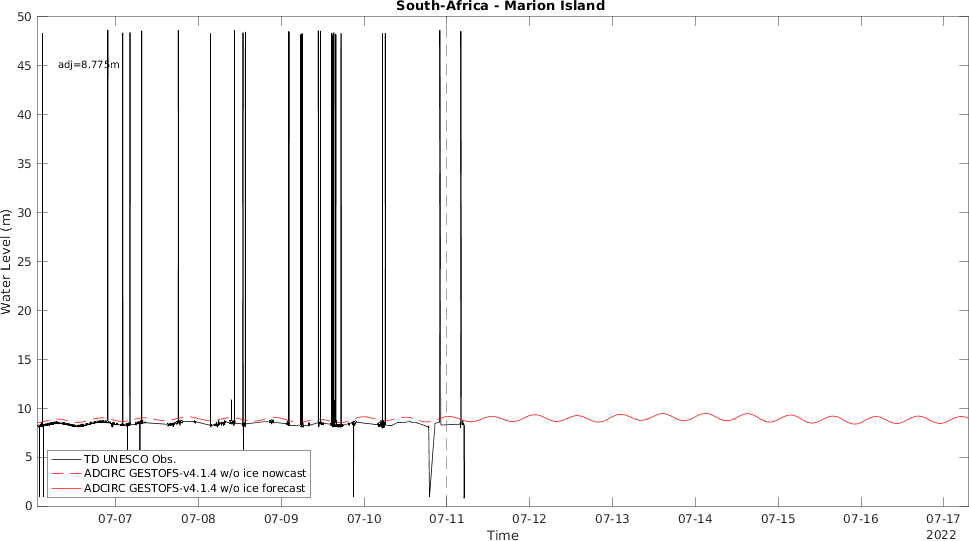 South-Africa - Marion Island
50
45
40
35
30
25
20
15
10
5
0
Water Level (m)
adj=8.775m
TD UNESCO Obs.
ADCIRC GESTOFS-v4.1.4 w/o ice nowcast
ADCIRC GESTOFS-v4.1.4 w/o ice forecast
07-07 07-08 07-09 07-10 07-11 07-12 07-13 07-14 07-15 07-16 07-17
2022
Time